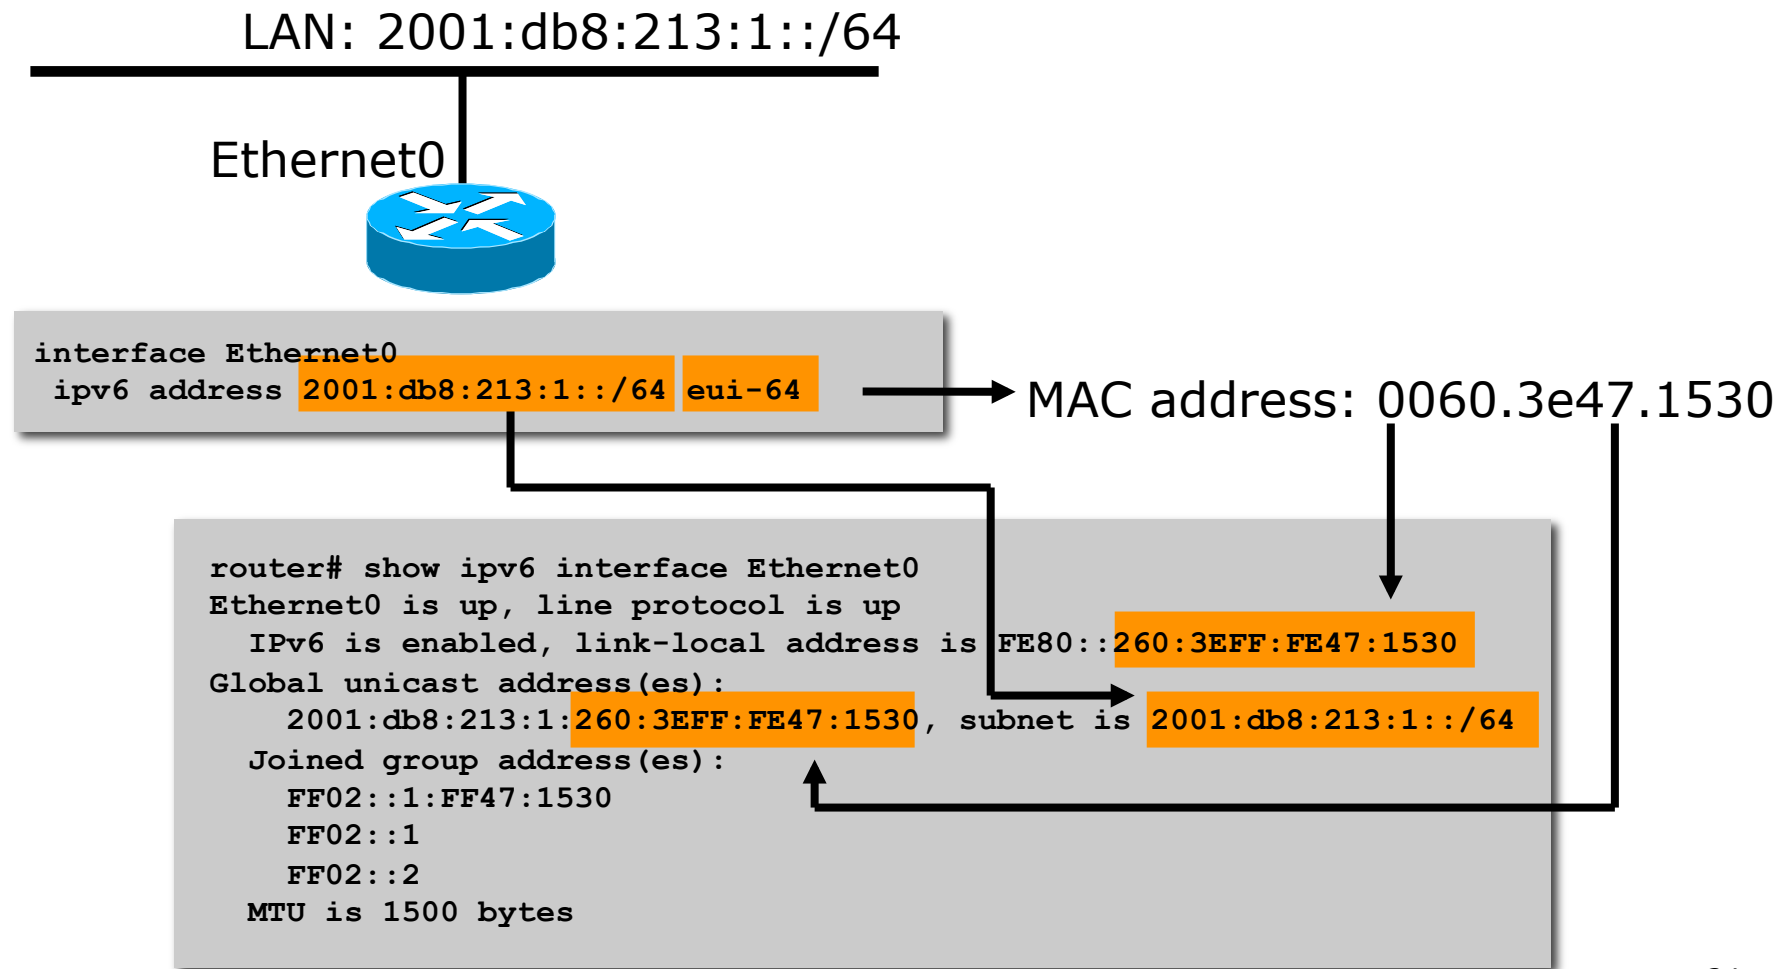 LAN: 2001:db8:213:1::/64
Ethernet0
interface Ethernet0
ipv6 address 2001:db8:213:1::/64 eui-64
MAC address: 0060.3e47.1530
router# show ipv6 interface Ethernet0
Ethernet0 is up, line protocol is up
IPv6 is enabled, link-local address is FE80::260:3EFF:FE47:1530
Global unicast address(es):
2001:db8:213:1:260:3EFF:FE47:1530, subnet is 2001:db8:213:1::/64
Joined group address(es):
FF02::1:FF47:1530
FF02::1
FF02::2
MTU is 1500 bytes